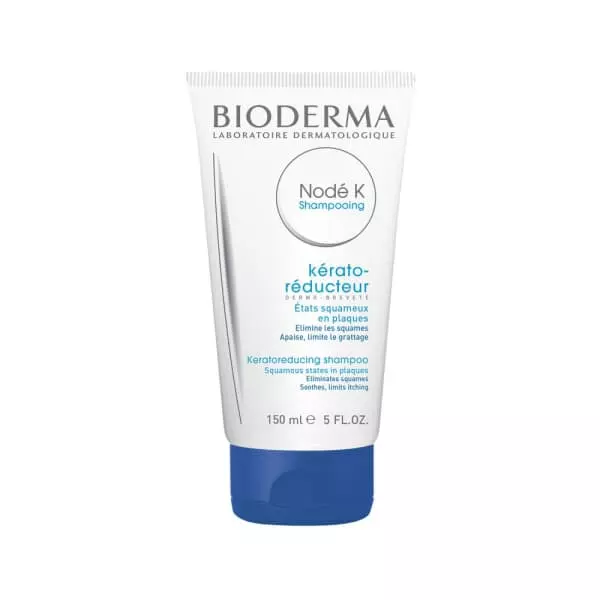 BIODERMA
LABORATOIRE DERMATOLOGIQUE
Nodé K
Shampooing
kérato-
réducteur
DERMO-BREVETÉ
États squameux
en plaques
Elimine les squames
Apaise, limite le grattage
Keratoreducing shampoo
Squamous states in plaques
Eliminates squames
Soothes, limits itching
150 ml ℮ 5 FL.OZ.